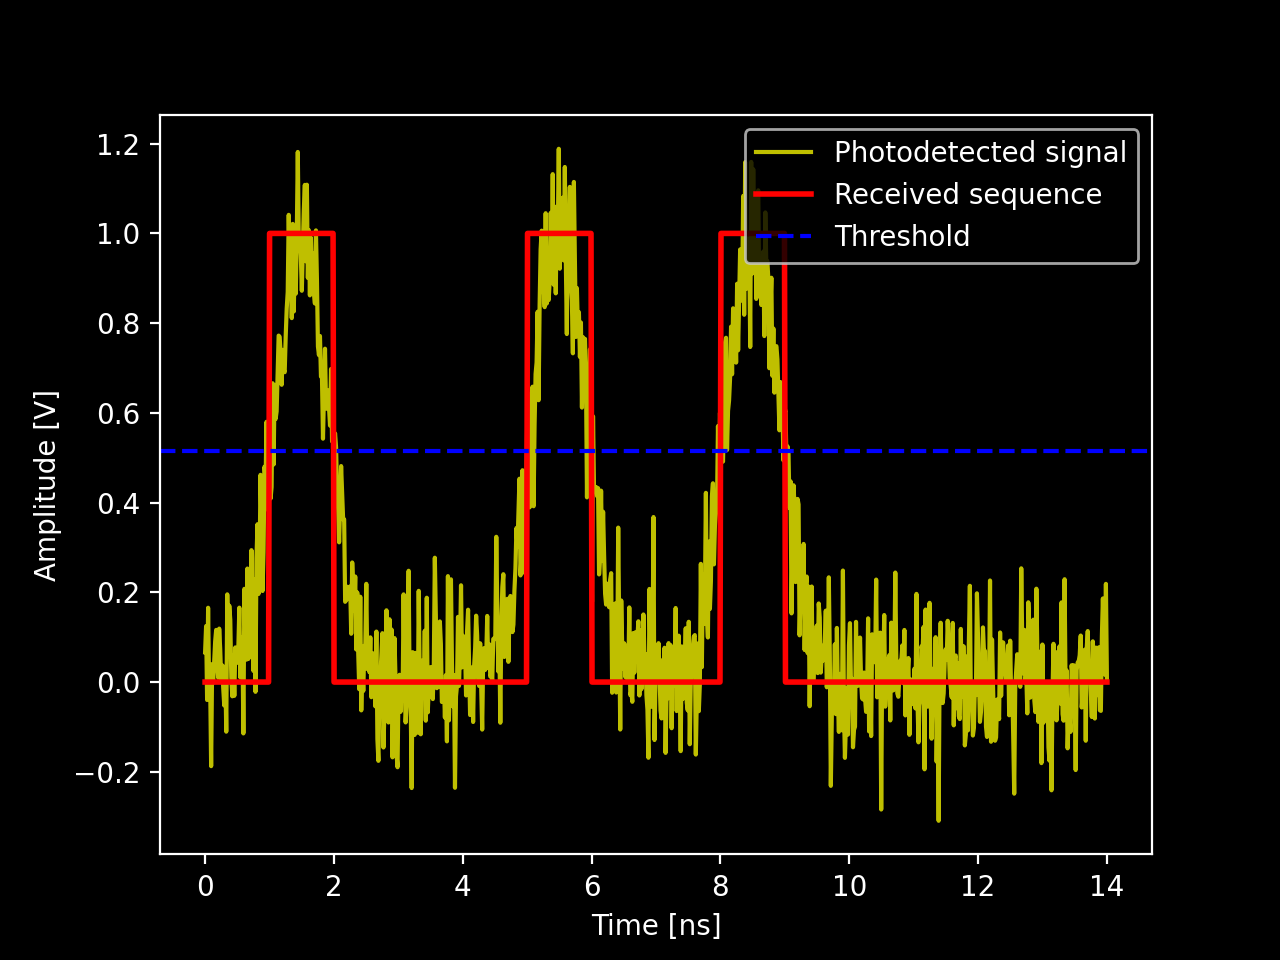 Photodetected signal
Received sequence
Threshold
1.2
1.0
0.8
0.6
0.4
0.2
0.0
−0.2
Amplitude [V]
0 2 4 6 8 10 12 14
Time [ns]